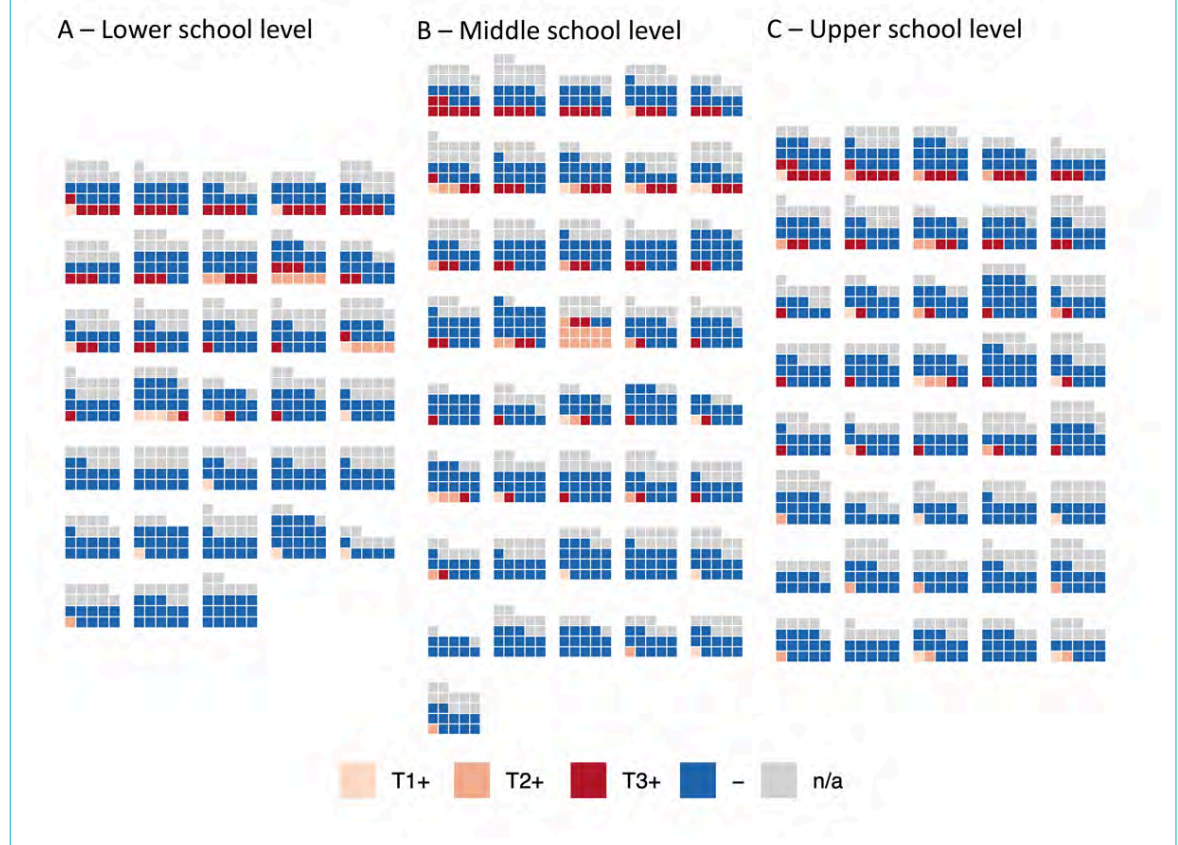 A – Lower school level
B – Middle school level
C – Upper school level
T1+
T2+
T3+
–
n/a